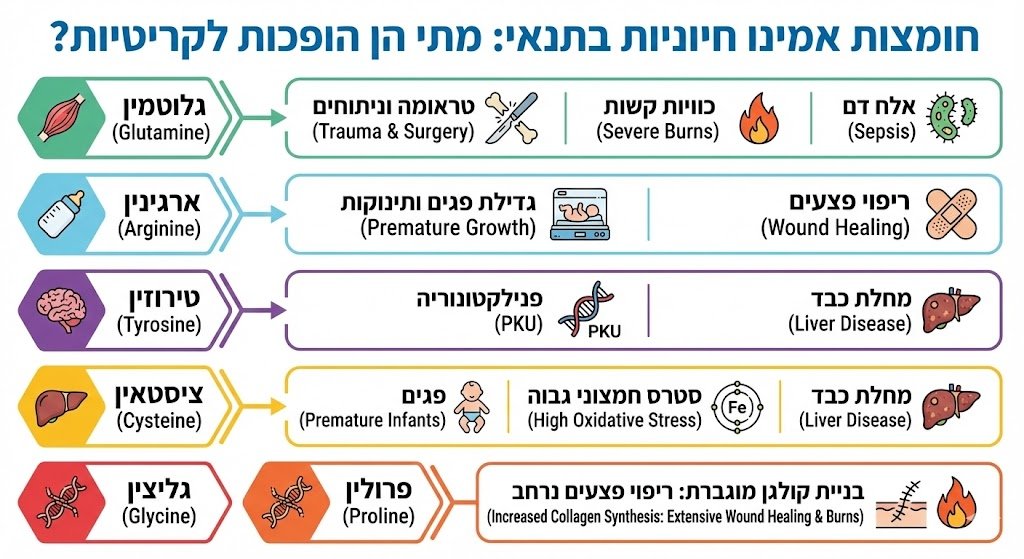 חומצות אמינו חיוניות בתנאי: מתי הן הופכות לקריטיות?
גלוטמין
(Glutamine)
טראומה וניתוחים
(Trauma & Surgery)
כוויות קשות
(Severe Burns)
אלח דם
(Sepsis)
ארגינין
(Arginine)
גדילת פגים ותינוקות
(Premature Growth)
ריפוי פצעים
(Wound Healing)
טירוזין
(Tyrosine)
פנילקטונוריה
(PKU)
PKU
מחלת כבד
(Liver Disease)
ציסטאין
(Cysteine)
פגים
(Premature Infants)
סטרס חמצוני גבוה
(High Oxidative Stress)
Fe
מחלת כבד
(Liver Disease)
גליצין
(Glycine)
פרולין
(Proline)
בניית קולגן מוגברת: ריפוי פצעים נרחב
(Increased Collagen Synthesis: Extensive Wound Healing & Burns)